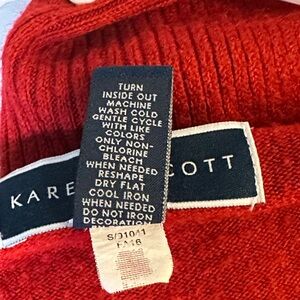 TURN
INSIDE OUT
MACHINE
WASH COLD
GENTLE CYCLE
WITH LIKE
COLORS
ONLY NON-
CHLORINE
BLEACH
WHEN NEEDED
RESHAPE
DRY FLAT
COOL IRON
WHEN NEEDED
DO NOT IRON
DECORATION
KARE COTT
S/01041